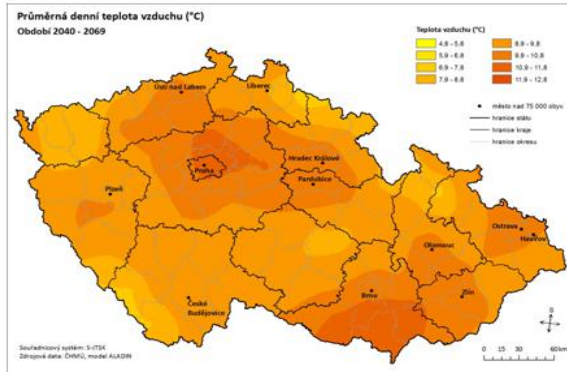 Průměrná denní teplota vzduchu (°C)
Období 2040 - 2069
Teplota vzduchu (°C)
4,8 - 5,8
5,9 - 6,8
6,9 - 7,8
7,9 - 8,8
8,9 - 9,8
9,9 - 10,8
10,9 - 11,8
11,9 - 12,8
město nad 75 000 obyv.
hranice státu
hranice kraje
hranice okresu
Ústí nad Labem
Liberec
Praha
Hradec Králové
Pardubice
Plzeň
Ostrava
Havířov
Olomouc
Zlín
Brno
České
Budějovice
S
Souřadnicový systém: S-JTSK
Zdrojová data: ČHMÚ, model ALADIN
0 15 30 60 km